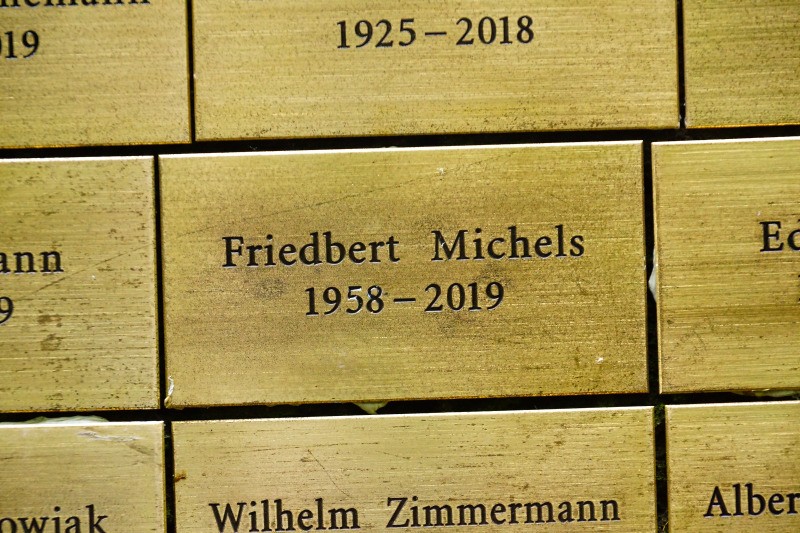 1925 – 2018
Friedbert Michels
1958 – 2019
Wilhelm Zimmermann